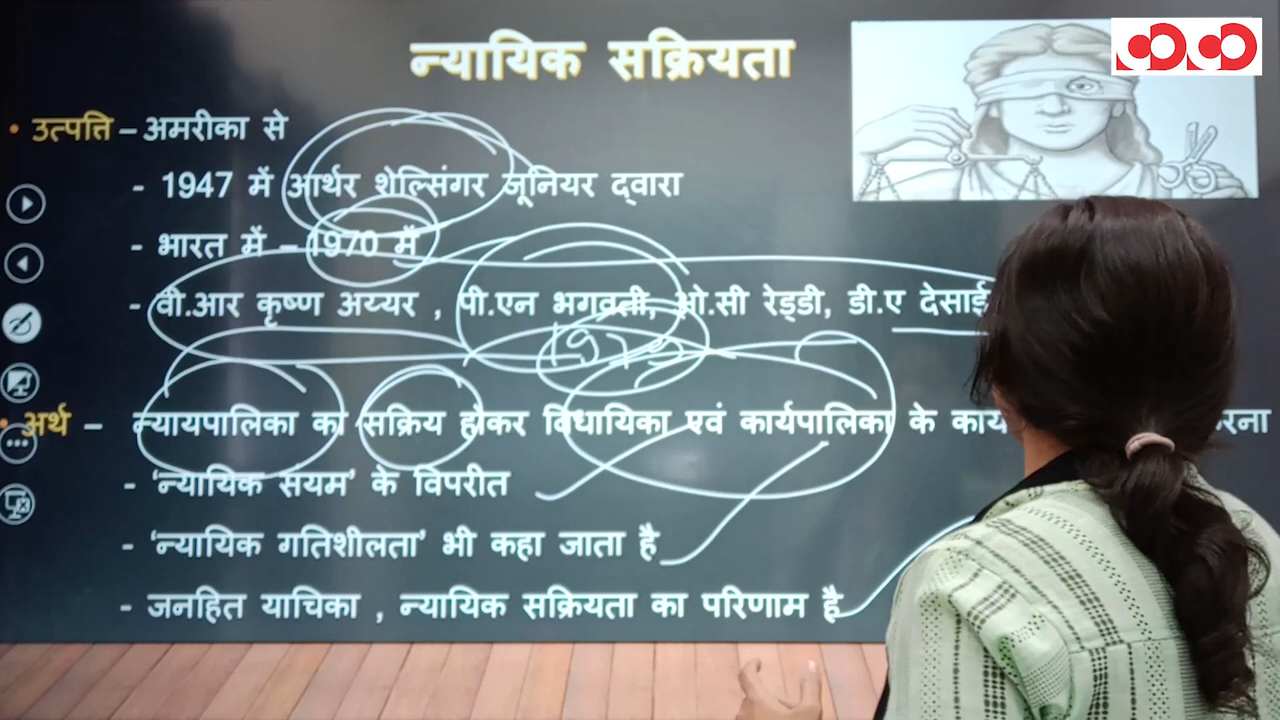 न्यायिक सक्रियता
• उत्पत्ति – अमरीका से
- 1947 में आर्थर शेल्सिंगर जूनियर द्वारा
- भारत में – 1970 में
- वी.आर कृष्ण अय्यर , पी.एन भगवती, ओ.सी रेड्डी, डी.ए देसाई
1975
• अर्थ – न्यायपालिका का सक्रिय होकर विधायिका एवं कार्यपालिका के
- ‘न्यायिक संयम’ के विपरीत
- ‘न्यायिक गतिशीलता’ भी कहा जाता है
- जनहित याचिका , न्यायिक सक्रियता का परिणाम है